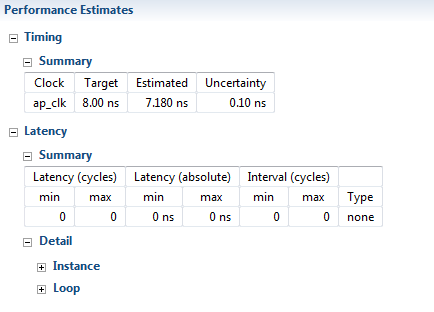 Performance Estimates
Timing
Summary
Clock Target Estimated Uncertainty
ap_clk 8.00 ns 7.180 ns 0.10 ns
Latency
Summary
Latency (cycles) Latency (absolute) Interval (cycles)
min max min max min max Type
0 0 0 ns 0 ns 0 0 none
Detail
Instance
Loop